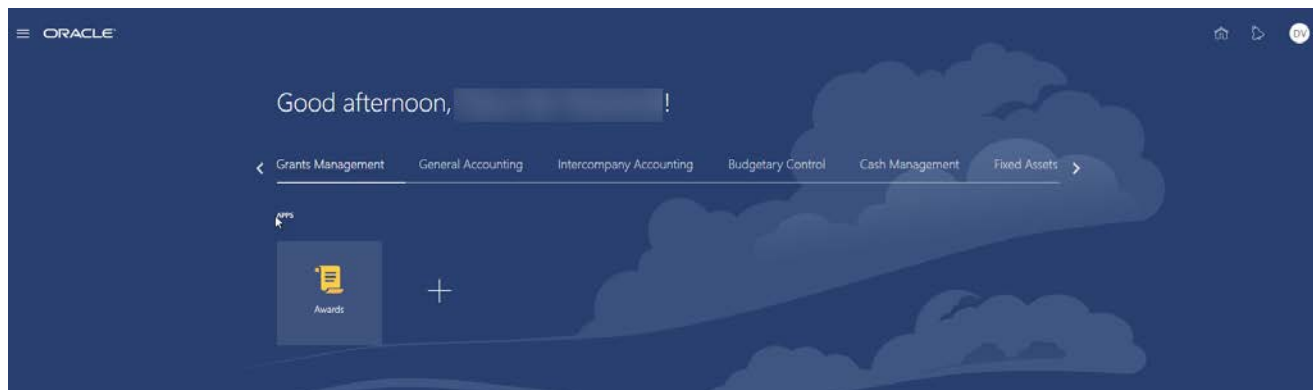 ORACLE
DV
Good afternoon, !
Grants Management General Accounting Intercompany Accounting Budgetary Control Cash Management Fixed Assets
APPS
Awards